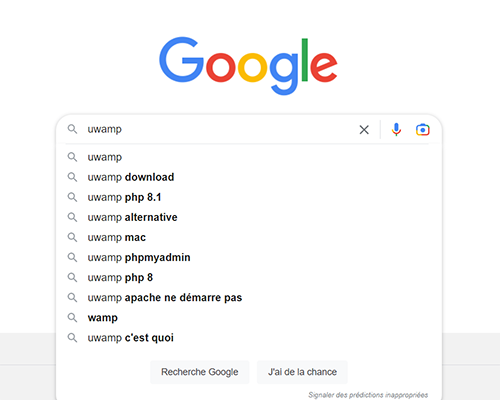 Google
uwamp
uwamp
uwamp download
uwamp php 8.1
uwamp alternative
uwamp mac
uwamp phpmyadmin
uwamp php 8
uwamp apache ne démarre pas
wamp
uwamp c'est quoi
Recherche Google J'ai de la chance
Signaler des prédictions inappropriées